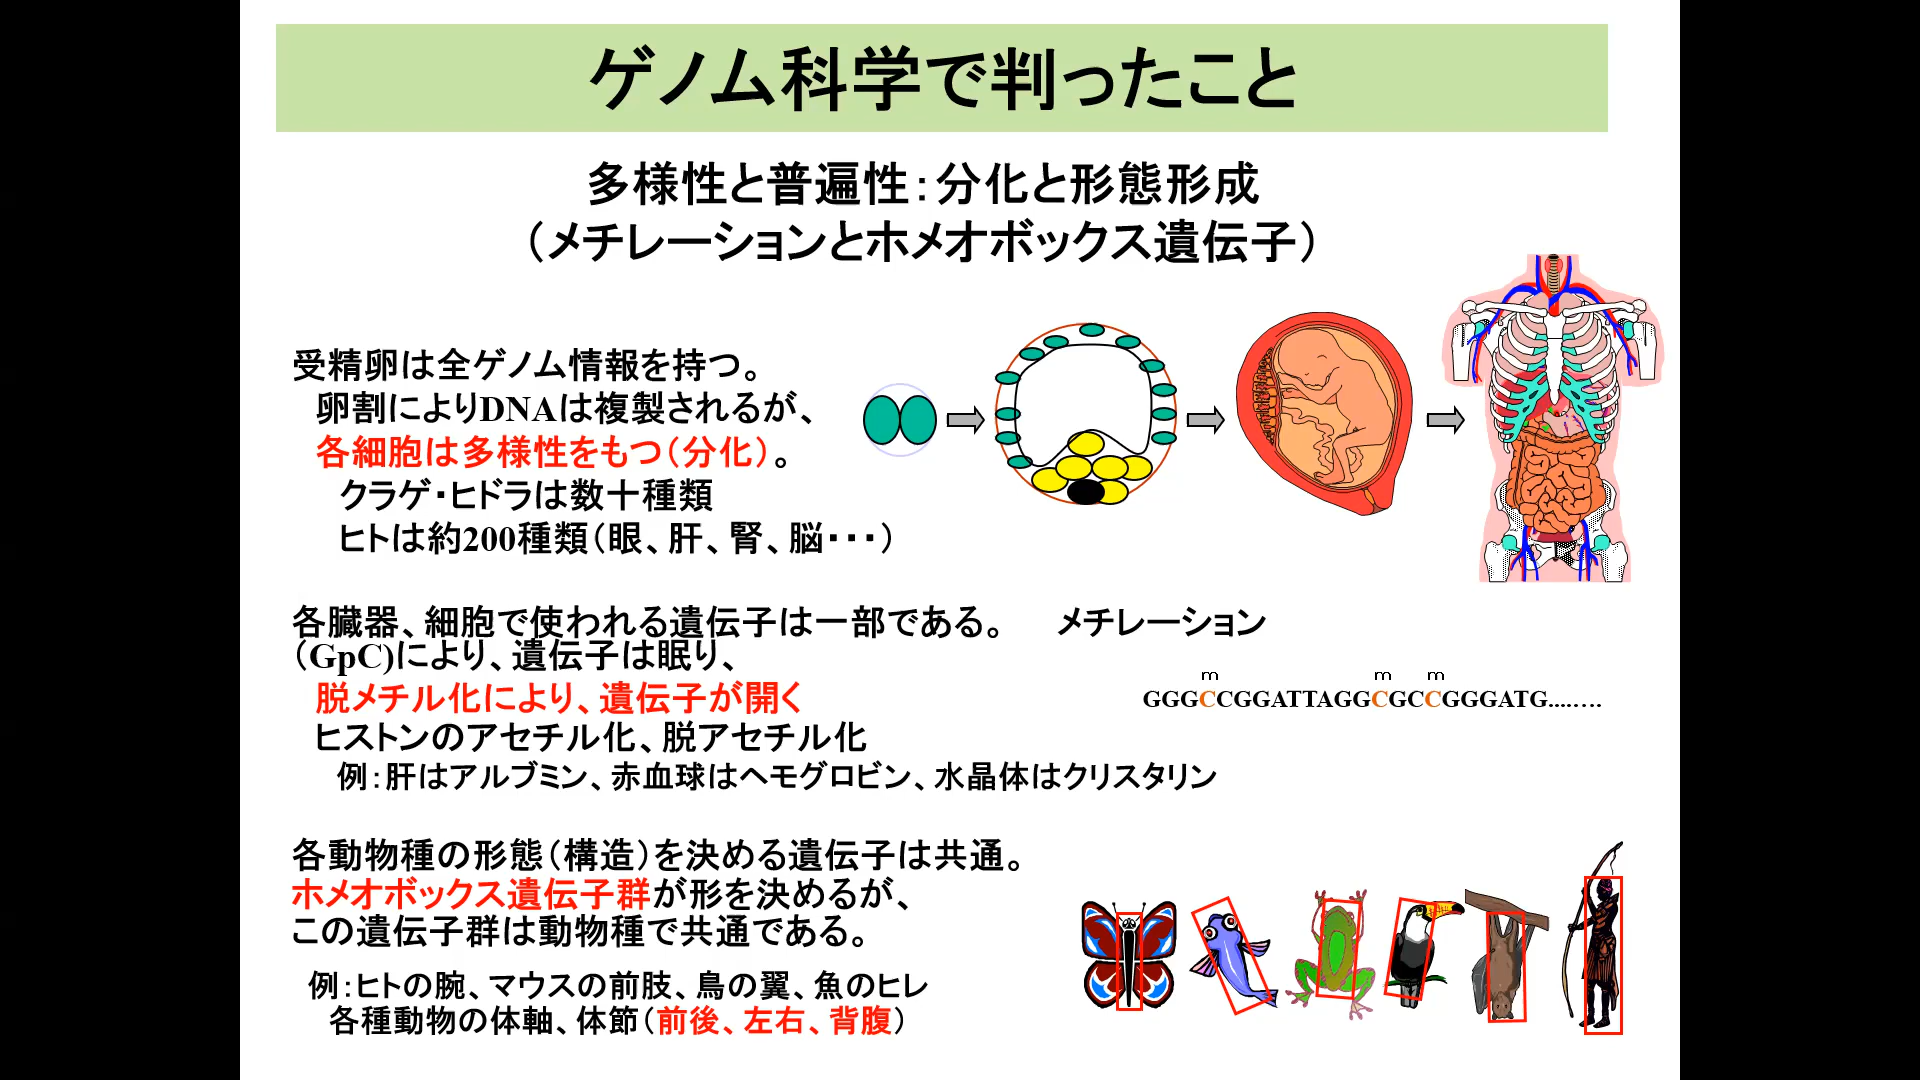 ゲノム科学で判ったこと
多様性と普遍性：分化と形態形成
（メチレーションとホメオボックス遺伝子）
受精卵は全ゲノム情報を持つ。
卵割によりDNAは複製されるが、
各細胞は多様性をもつ（分化）。
クラゲ・ヒドラは数十種類
ヒトは約200種類（眼、肝、腎、脳・・・）
各臓器、細胞で使われる遺伝子は一部である。　メチレーション
（GpC)により、遺伝子は眠り、
脱メチル化により、遺伝子が開く
m m m
GGGCCGGATTAGGCGCCGGGATG.…….
ヒストンのアセチル化、脱アセチル化
例：肝はアルブミン、赤血球はヘモグロビン、水晶体はクリスタリン
各動物種の形態（構造）を決める遺伝子は共通。
ホメオボックス遺伝子群が形を決めるが、
この遺伝子群は動物種で共通である。
例：ヒトの腕、マウスの前肢、鳥の翼、魚のヒレ
各種動物の体軸、体節（前後、左右、背腹）